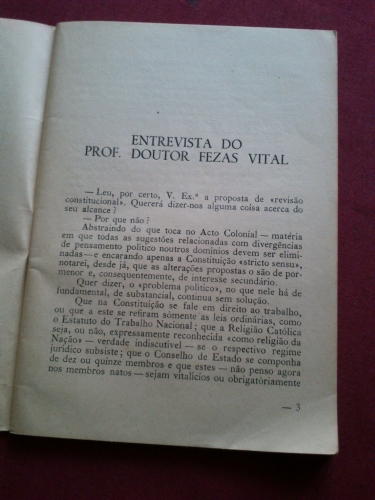 ENTREVISTA DO
PROF. DOUTOR FEZAS VITAL
— Leu, por certo, V. Ex.ª a proposta de «revisão
constitucional». Quererá dizer-nos alguma coisa acerca do
seu alcance?
— Por que não?
Abstraindo do que toca no Acto Colonial — matéria
em que todas as sugestões relacionadas com divergências
de pensamento político noutros domínios devem ser elimi-
nadas — e encarando apenas a Constituição «stricto sensu»,
notarei, desde já, que as alterações propostas o são de por-
menor e, consequentemente, de interesse secundário.
Quer dizer, o «problema político», no que nele há de
fundamental, de substancial, continua sem solução.
Que na Constituição se fale em direito ao trabalho,
ou que a este se refiram sòmente as leis ordinárias, como
o Estatuto do Trabalho Nacional; que a Religião Católica
seja, ou não, expressamente reconhecida «como religião da
Nação» — verdade indiscutível — se o respectivo regime
jurídico subsiste; que o Conselho de Estado se componha
de dez ou quinze membros e que estes — não penso agora
nos membros natos — sejam vitalícios ou obrigatòriamente
— 3